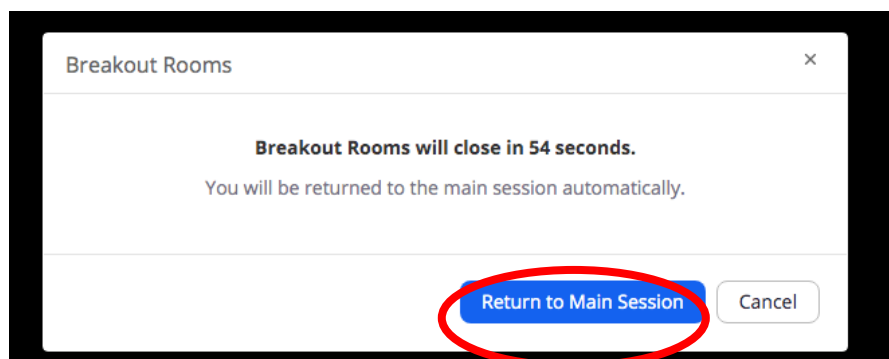 Breakout Rooms
Breakout Rooms will close in 54 seconds.
You will be returned to the main session automatically.
Return to Main Session
Cancel